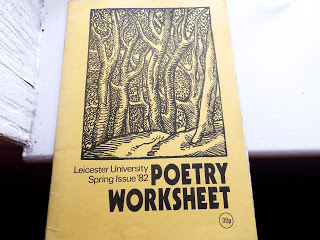 Leicester University
Spring Issue '82
POETRY
WORKSHEET
30p